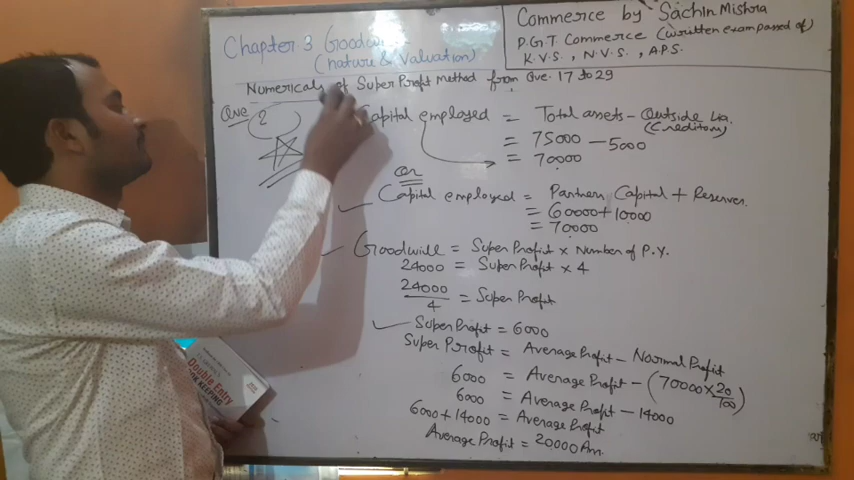 Commerce by Sachin Mishra
P.G.T Commerce (written exam passed of)
K.V.S., N.V.S., A.P.S.
Chapter 3
(Nature & Valuation)
Numericals of Super Profit Method from Que. 17 to 29
Que 2
Capital employed = Total assets - Outside Lia.
(Creditors)
= 75000 - 5000
= 70000
or
Capital employed = Partners Capital + Reserves.
= 60000 + 10000
= 70000
Goodwill = Super Profit x Number of P.Y.
24000 = Super Profit x 4
24000/4 = Super Profit
Super Profit = 6000
Super Profit = Average Profit - Normal Profit
6000 = Average Profit - (70000 x 20/100)
6000 = Average Profit - 14000
6000 + 14000 = Average Profit
Average Profit = 20000 Ans.
Double Entry
KEEPING